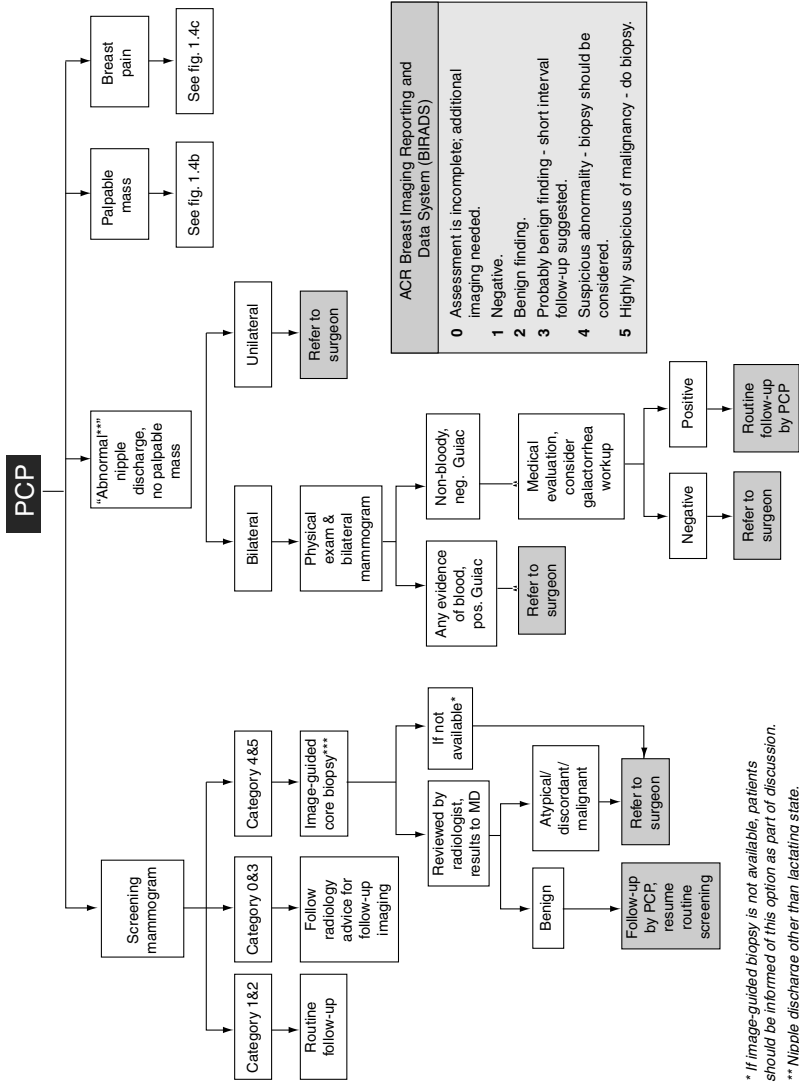 PCP
Screening
mammogram
"Abnormal**"
nipple
discharge,
no palpable
mass
Palpable
mass
Breast
pain
Category 1&2
Category 0&3
Category 4&5
Bilateral
Unilateral
See fig. 1.4b
See fig. 1.4c
Routine
follow-up
Follow
radiology
advice for
follow-up
imaging
Image-guided
core biopsy***
Physical
exam &
bilateral
mammogram
Refer to
surgeon
Reviewed by
radiologist,
results to MD
If not
available*
Any evidence
of blood,
pos. Guiac
Non-bloody,
neg. Guiac
Benign
Atypical/
discordant/
malignant
Refer to
surgeon
Medical
evaluation,
consider
galactorrhea
workup
Follow-up
by PCP,
resume
routine
screening
Refer to
surgeon
Negative
Positive
Refer to
surgeon
Routine
follow-up
by PCP
ACR Breast Imaging Reporting and
Data System (BIRADS)
0 Assessment is incomplete; additional
imaging needed.
1 Negative.
2 Benign finding.
3 Probably benign finding - short interval
follow-up suggested.
4 Suspicious abnormality - biopsy should be
considered.
5 Highly suspicious of malignancy - do biopsy.
* If image-guided biopsy is not available, patients
should be informed of this option as part of discussion.
** Nipple discharge other than lactating state.